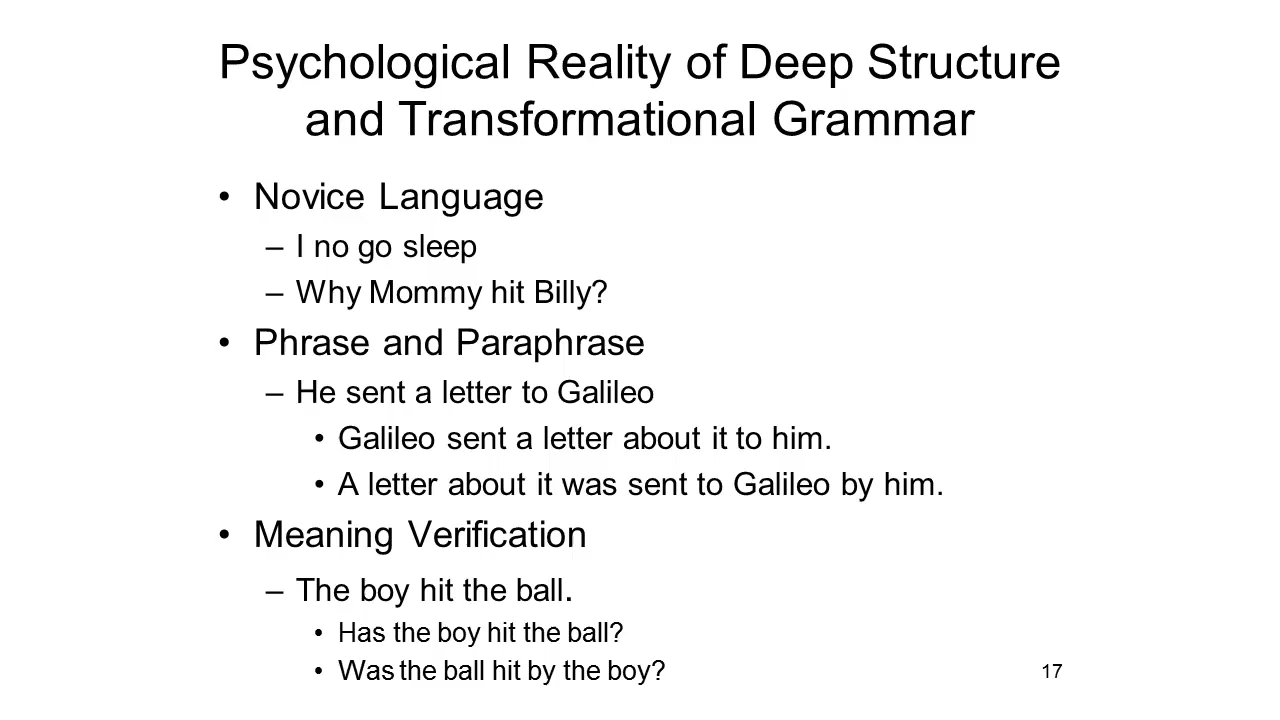 Psychological Reality of Deep Structure
and Transformational Grammar
• Novice Language
– I no go sleep
– Why Mommy hit Billy?
• Phrase and Paraphrase
– He sent a letter to Galileo
• Galileo sent a letter about it to him.
• A letter about it was sent to Galileo by him.
• Meaning Verification
– The boy hit the ball.
• Has the boy hit the ball?
• Was the ball hit by the boy?
17